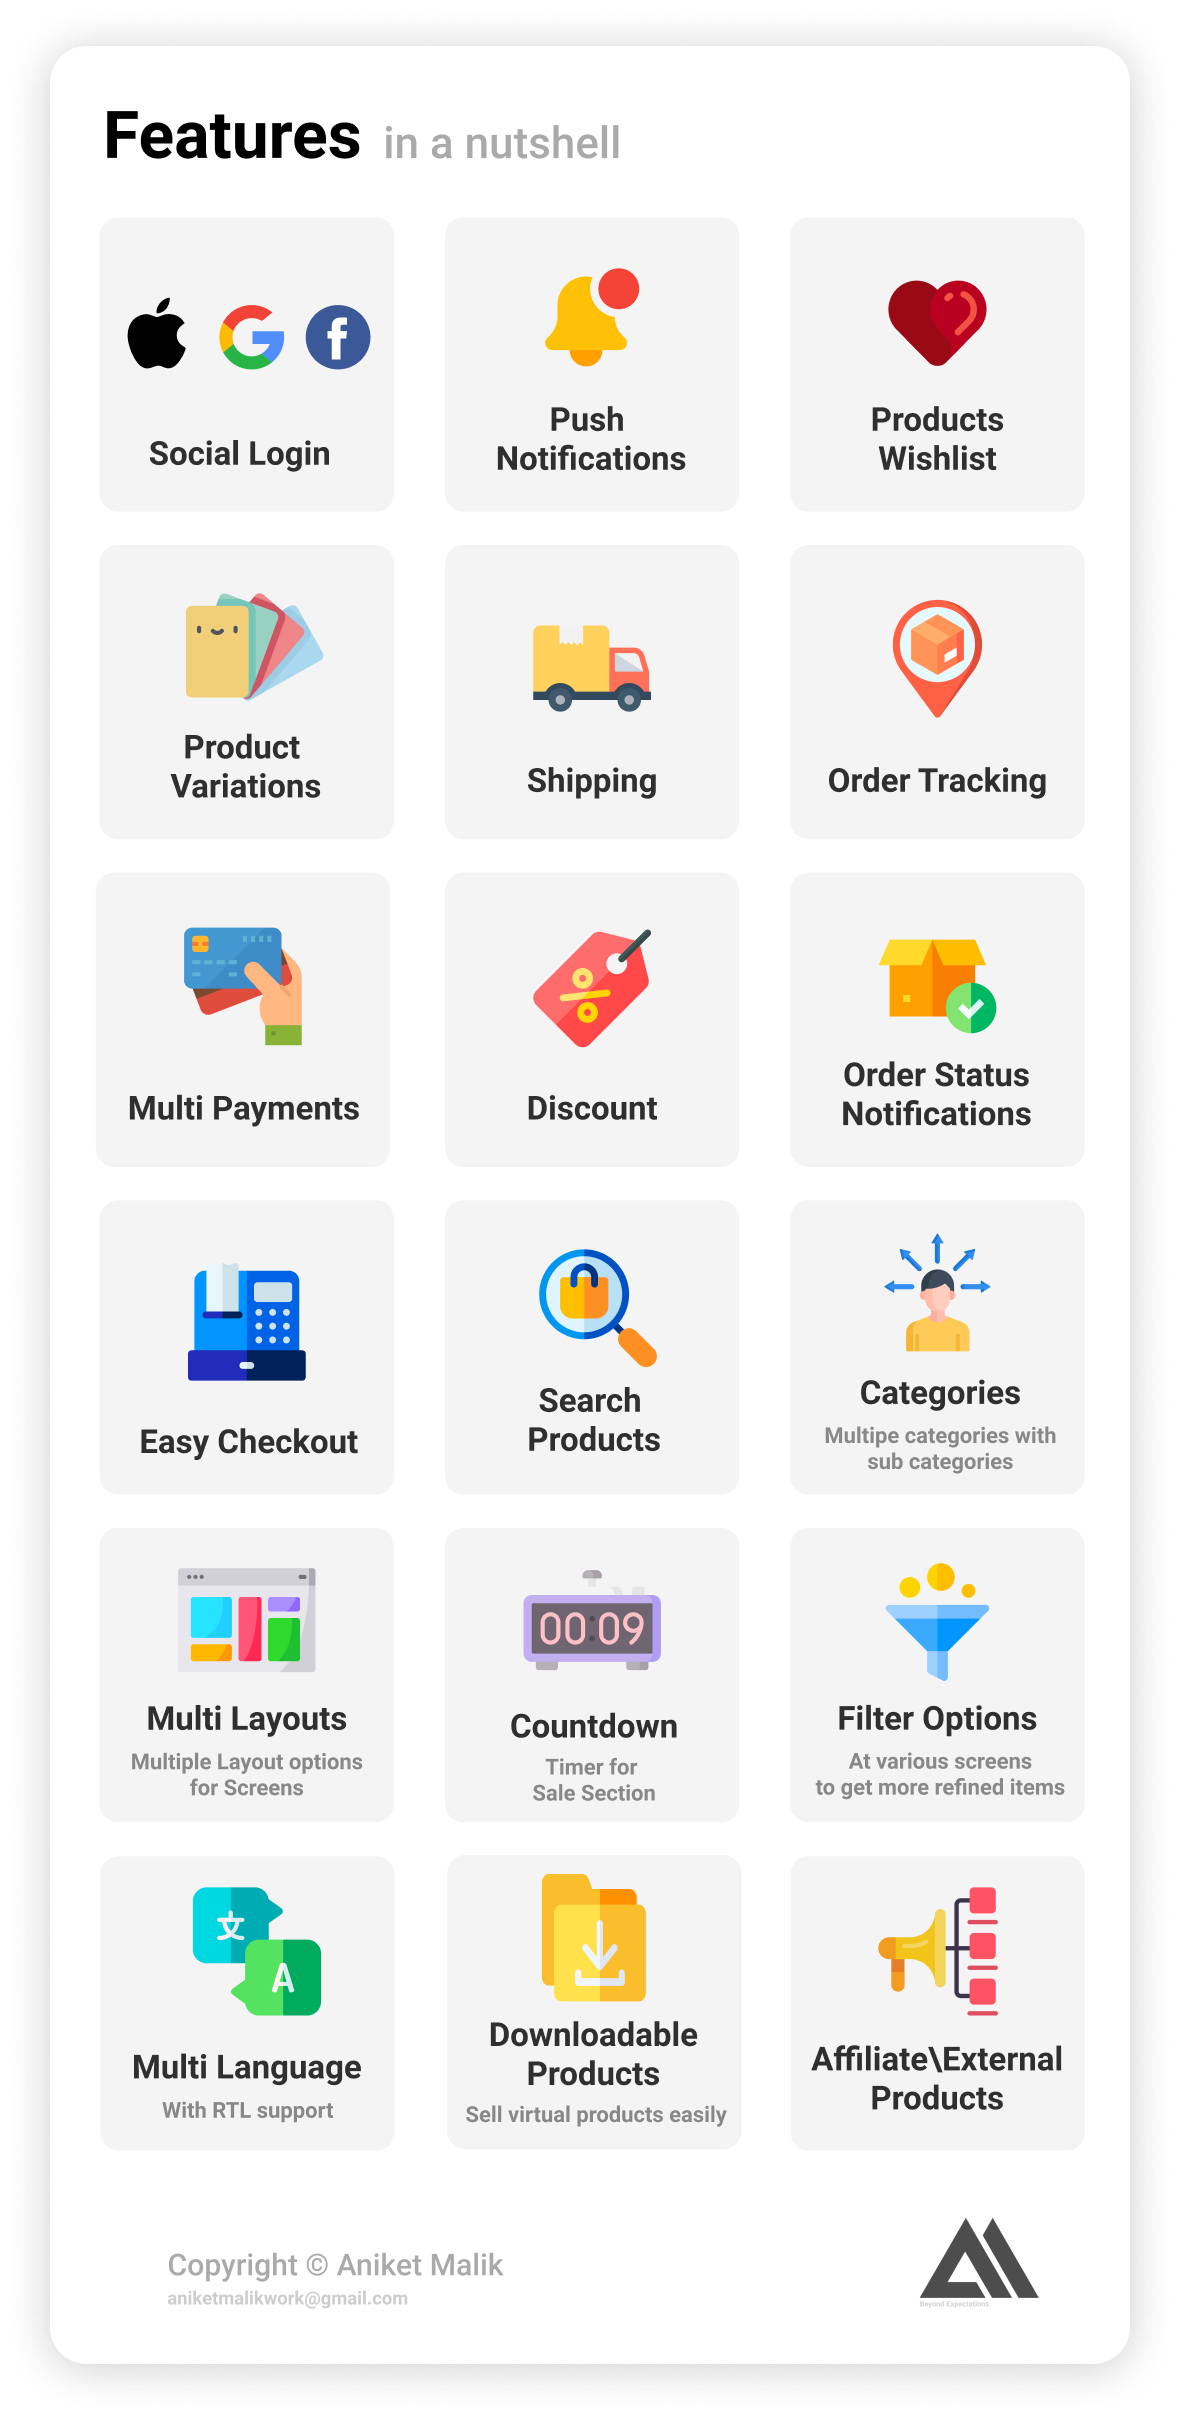 Features in a nutshell
Social Login
Push
Notifications
Products
Wishlist
Product
Variations
Shipping
Order Tracking
Multi Payments
Discount
Order Status
Notifications
Easy Checkout
Search
Products
Categories
Multipe categories with
sub categories
Multi Layouts
Multiple Layout options
for Screens
00:09
Countdown
Timer for
Sale Section
Filter Options
At various screens
to get more refined items
文
A
Multi Language
With RTL support
Downloadable
Products
Sell virtual products easily
Affiliate\External
Products
Copyright © Aniket Malik
aniketmalikwork@gmail.com
Beyond Expectations